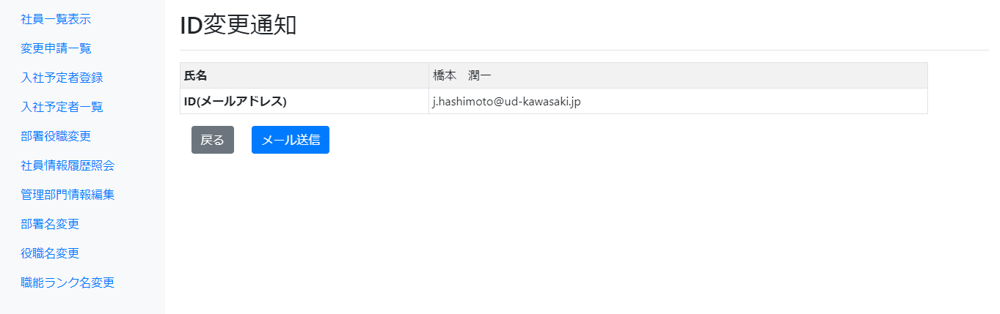 社員一覧表示
変更申請一覧
入社予定者登録
入社予定者一覧
部署役職変更
社員情報履歴照会
管理部門情報編集
部署名変更
役職名変更
職能ランク名変更
ID変更通知
氏名 橋本　潤一
ID(メールアドレス) j.hashimoto@ud-kawasaki.jp
戻る メール送信